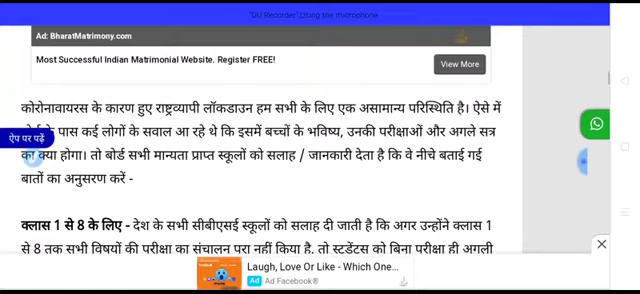 "DU Recorder",Using the microphone
Ad: BharatMatrimony.com
Most Successful Indian Matrimonial Website. Register FREE!
View More
कोरोनावायरस के कारण हुए राष्ट्रव्यापी लॉकडाउन हम सभी के लिए एक असामान्य परिस्थिति है। ऐसे में
के पास कई लोगों के सवाल आ रहे थे कि इसमें बच्चों के भविष्य, उनकी परीक्षाओं और अगले सत्र
ऐप पर पढ़ें
का क्या होगा। तो बोर्ड सभी मान्यता प्राप्त स्कूलों को सलाह / जानकारी देता है कि वे नीचे बताई गई
बातों का अनुसरण करें -
क्लास 1 से 8 के लिए - देश के सभी सीबीएसई स्कूलों को सलाह दी जाती है कि अगर उन्होंने क्लास 1
से 8 तक सभी विषयों की परीक्षा का संचालन पूरा नहीं किया है, तो स्टूडेंट्स को बिना परीक्षा ही अगली
Laugh, Love Or Like - Which One...
Ad Ad Facebook®